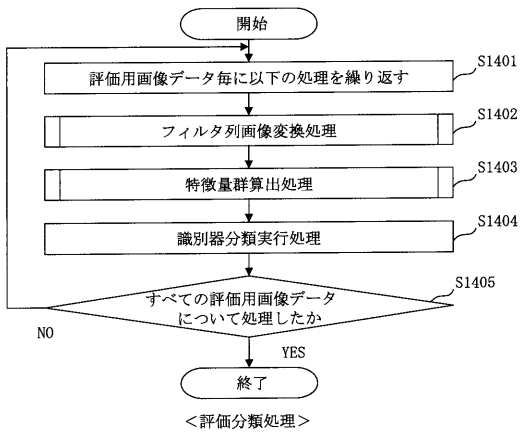 開始
評価用画像データ毎に以下の処理を繰り返す
S1401
フィルタ列画像変換処理
S1402
特徴量群算出処理
S1403
識別器分類実行処理
S1404
すべての評価用画像データ
について処理したか
S1405
NO
YES
終了
＜評価分類処理＞